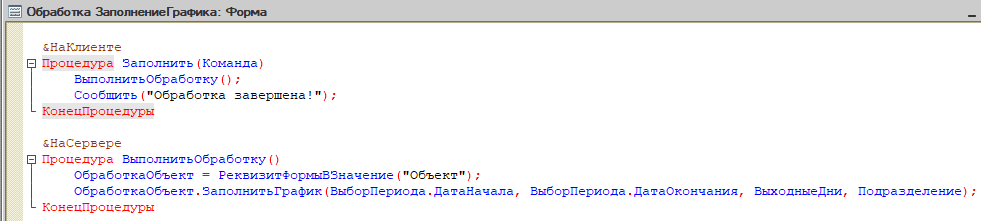 Обработка ЗаполнениеГрафика: Форма
&НаКлиенте
Процедура Заполнить(Команда)
ВыполнитьОбработку();
Сообщить("Обработка завершена!");
КонецПроцедуры
&НаСервере
Процедура ВыполнитьОбработку()
ОбработкаОбъект = РеквизитФормыВЗначение("Объект");
ОбработкаОбъект.ЗаполнитьГрафик(ВыборПериода.ДатаНачала, ВыборПериода.ДатаОкончания, ВыходныеДни, Подразделение);
КонецПроцедуры